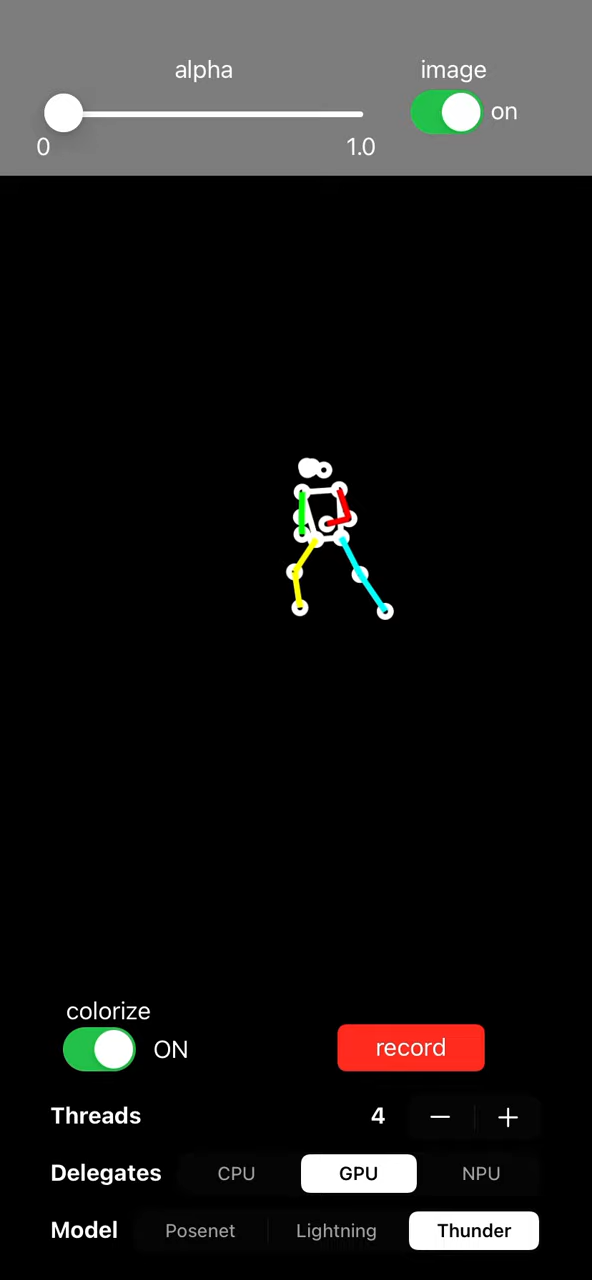 alpha image
on
0 1.0
colorize
ON record
Threads 4
Delegates CPU GPU NPU
Model Posenet Lightning Thunder